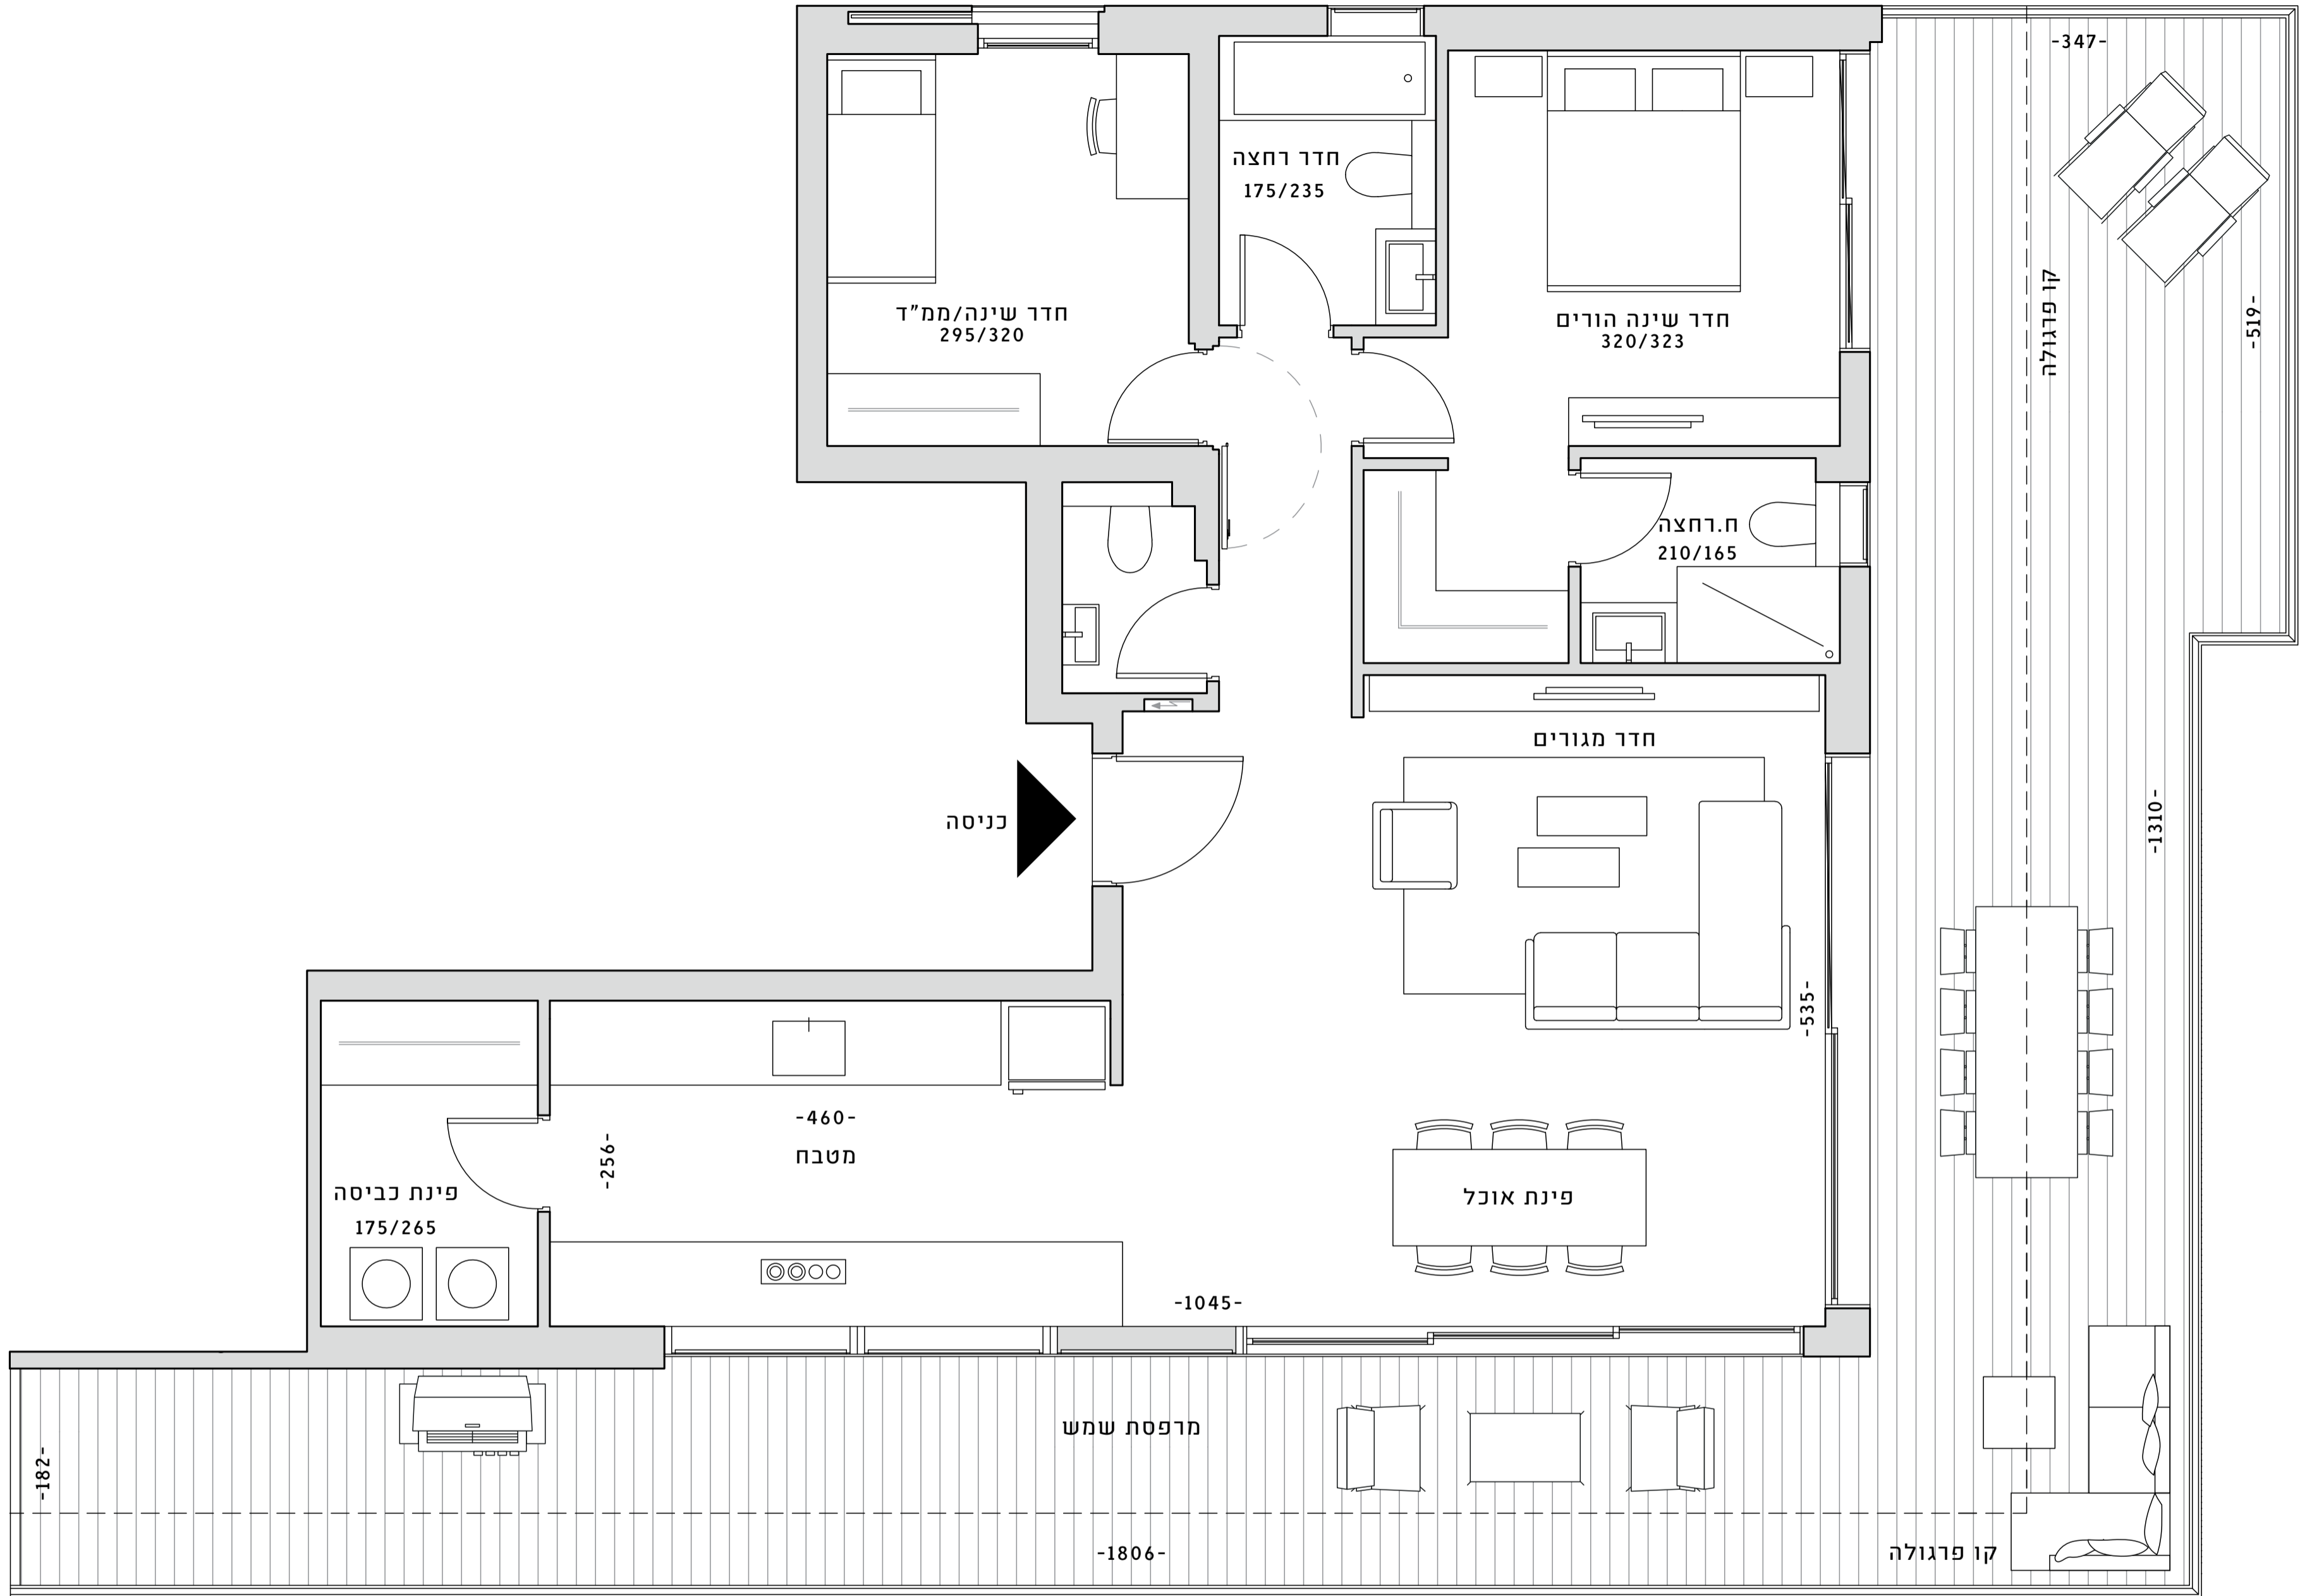 -347-
חדר רחצה
175/235
חדר שינה/ממ"ד
295/320
חדר שינה הורים
320/323
קו פרגולה
-519-
ח.רחצה
210/165
חדר מגורים
כניסה
-1310-
-535-
-460-
מטבח
-256-
פינת כביסה
175/265
פינת אוכל
-1045-
מרפסת שמש
-182-
-1806-
קו פרגולה